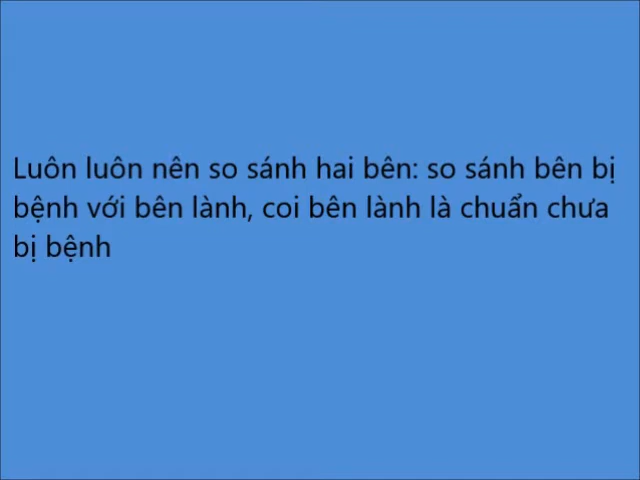 Luôn luôn nên so sánh hai bên: so sánh bên bị
bệnh với bên lành, coi bên lành là chuẩn chưa
bị bệnh